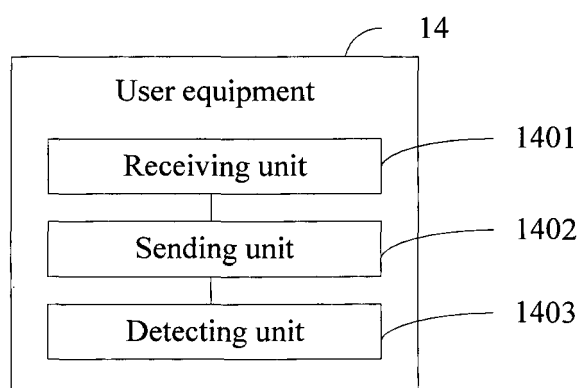 14
User equipment
Receiving unit
1401
Sending unit
1402
Detecting unit
1403